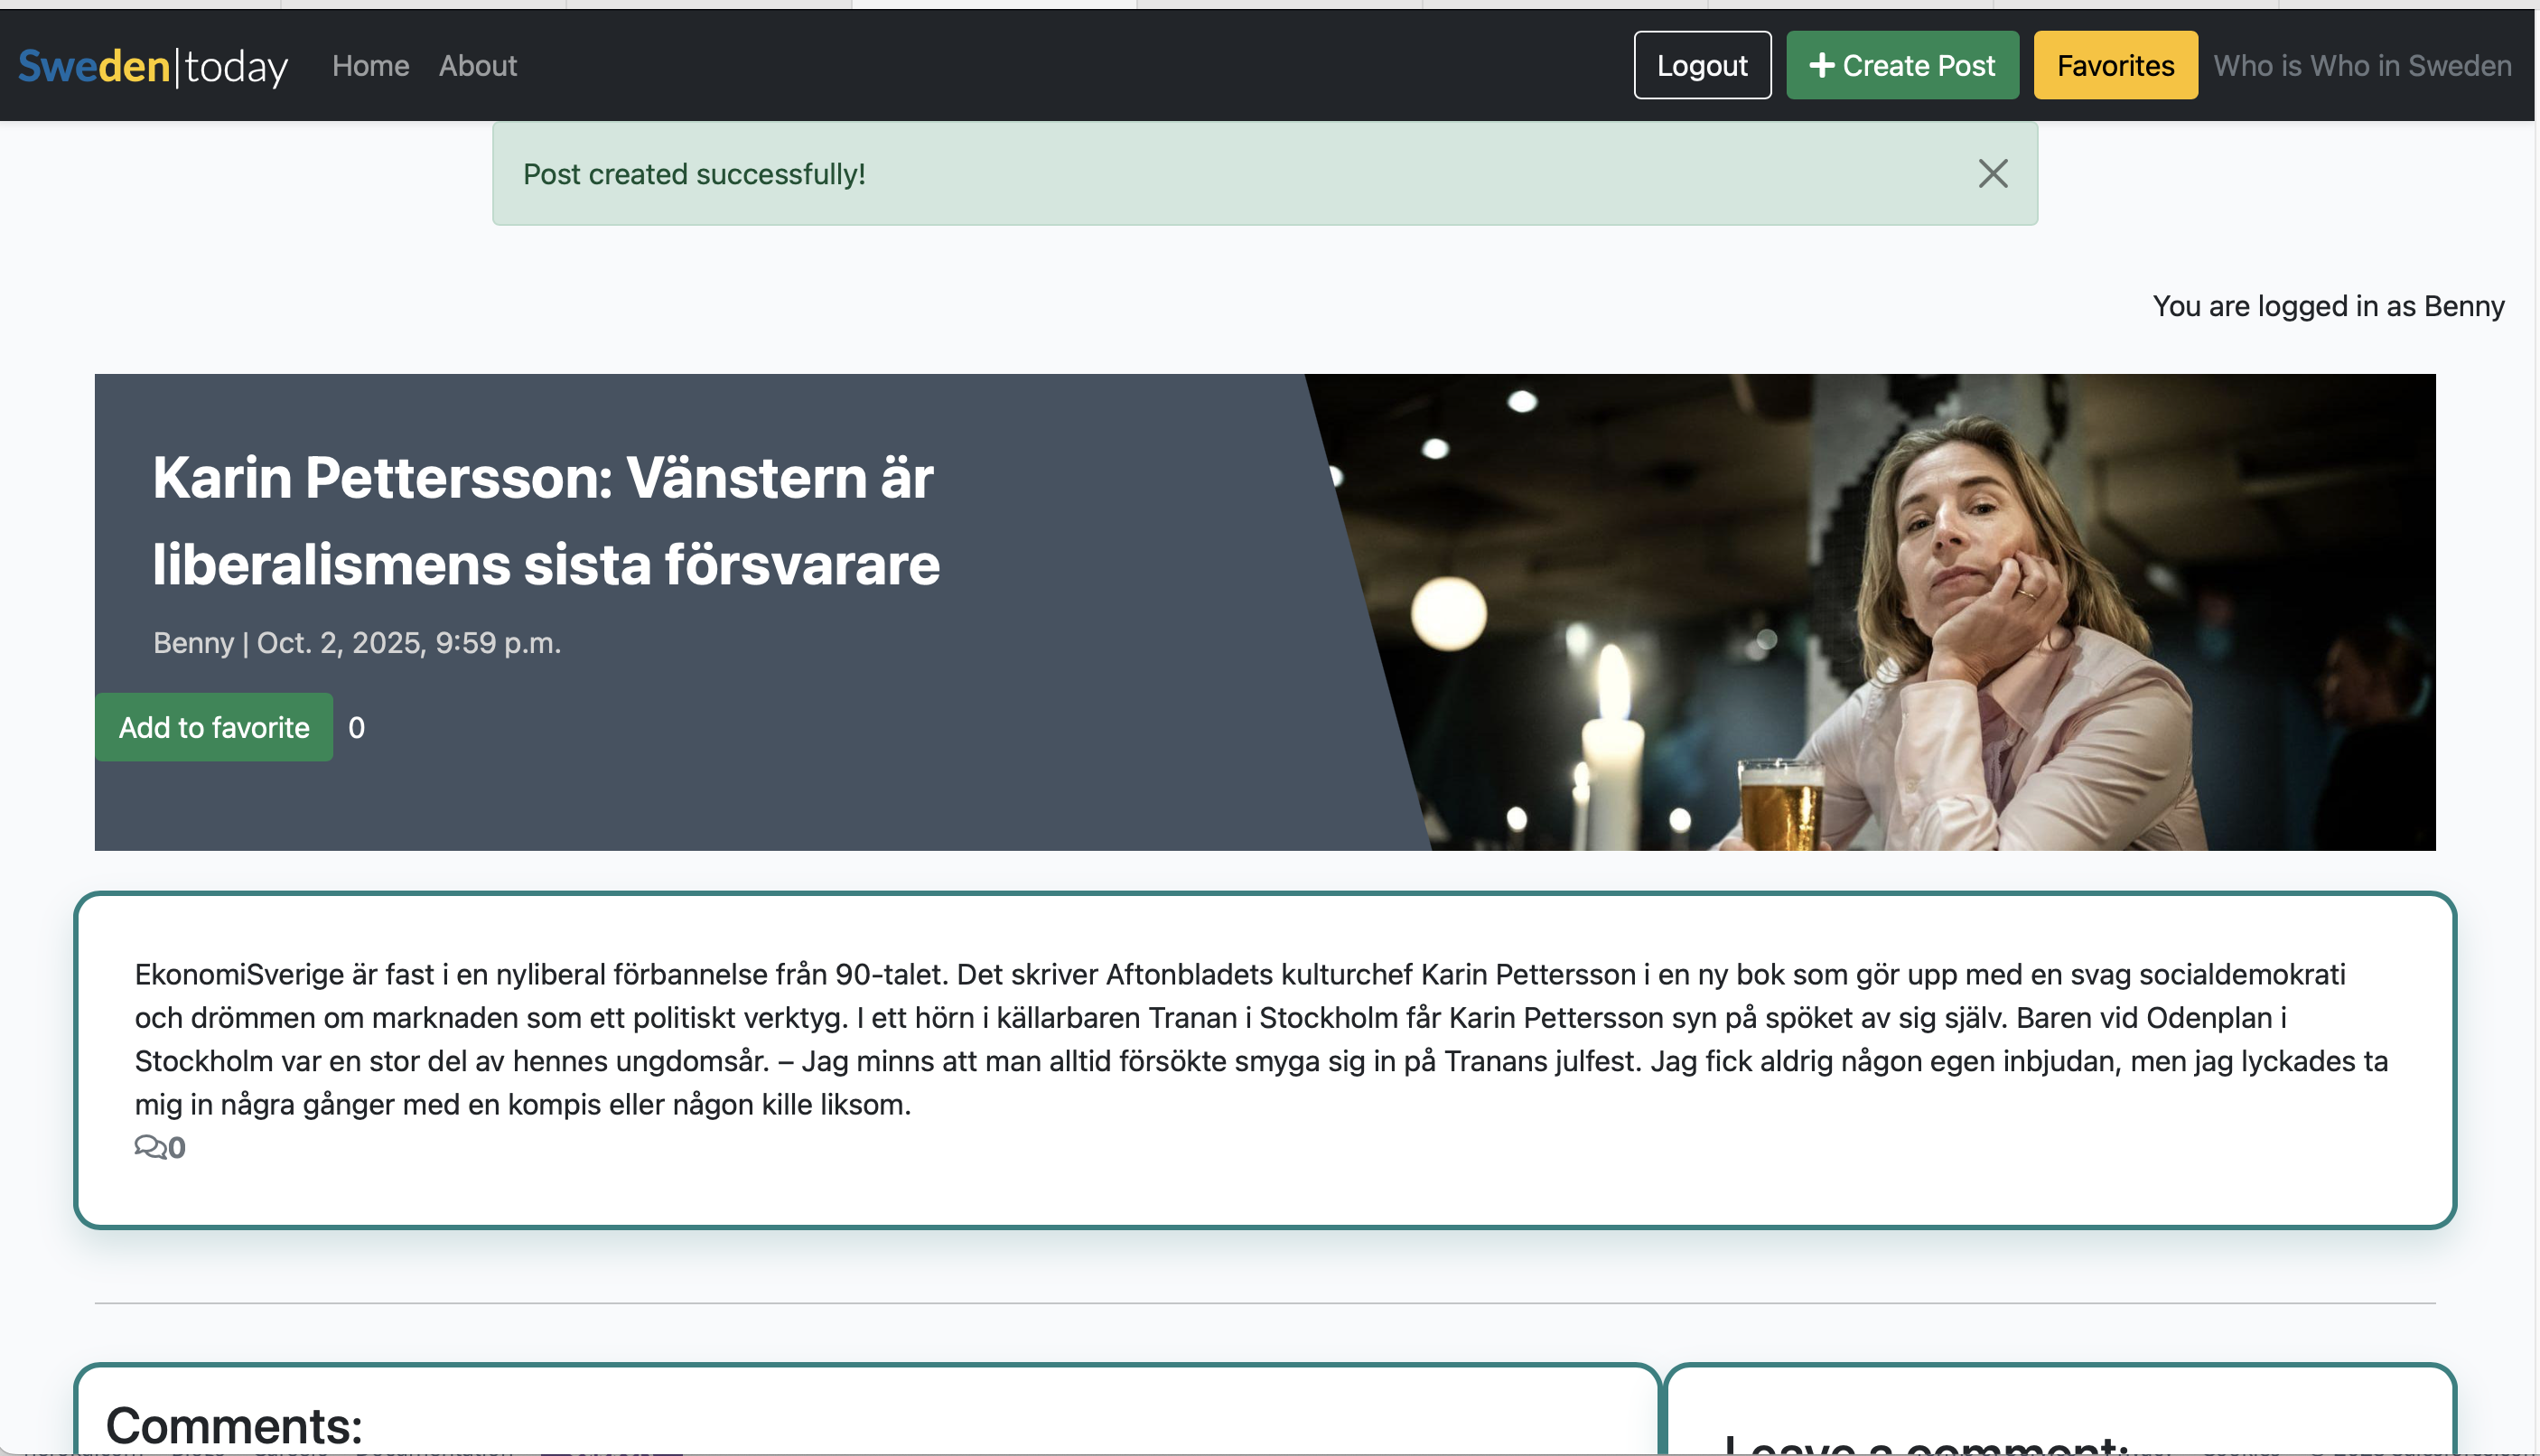 Sweden|today Home About Logout + Create Post Favorites Who is Who in Sweden
Post created successfully!
You are logged in as Benny
Karin Pettersson: Vänstern är
liberalismens sista försvarare
Benny | Oct. 2, 2025, 9:59 p.m.
Add to favorite 0
EkonomiSverige är fast i en nyliberal förbannelse från 90-talet. Det skriver Aftonbladets kulturchef Karin Pettersson i en ny bok som gör upp med en svag socialdemokrati
och drömmen om marknaden som ett politiskt verktyg. I ett hörn i källarbaren Tranan i Stockholm får Karin Pettersson syn på spöket av sig själv. Baren vid Odenplan i
Stockholm var en stor del av hennes ungdomsår. – Jag minns att man alltid försökte smyga sig in på Tranans julfest. Jag fick aldrig någon egen inbjudan, men jag lyckades ta
mig in några gånger med en kompis eller någon kille liksom.
0
Comments:
Leave a comment: